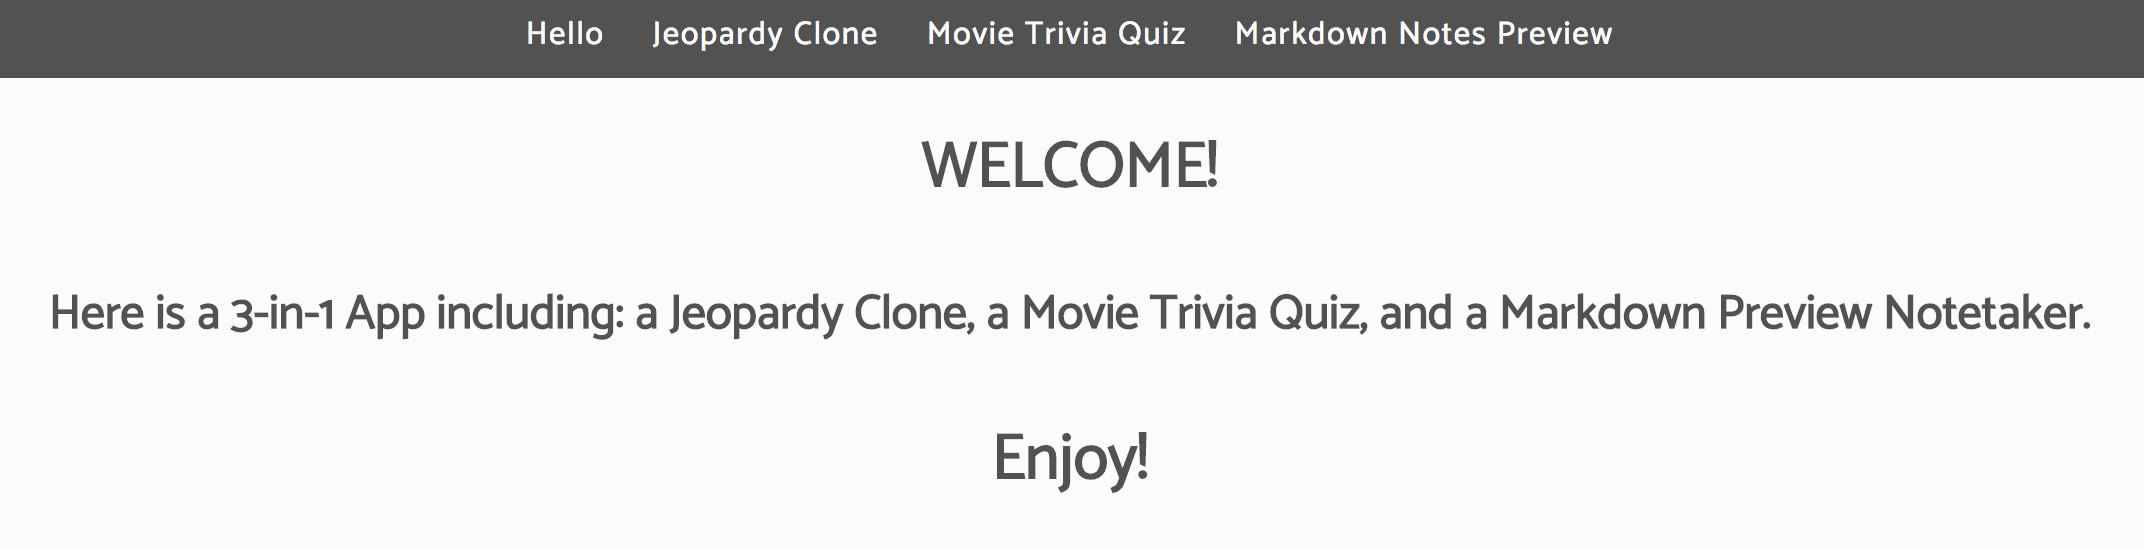 Hello Jeopardy Clone Movie Trivia Quiz Markdown Notes Preview
WELCOME!
Here is a 3-in-1 App including: a Jeopardy Clone, a Movie Trivia Quiz, and a Markdown Preview Notetaker.
Enjoy!